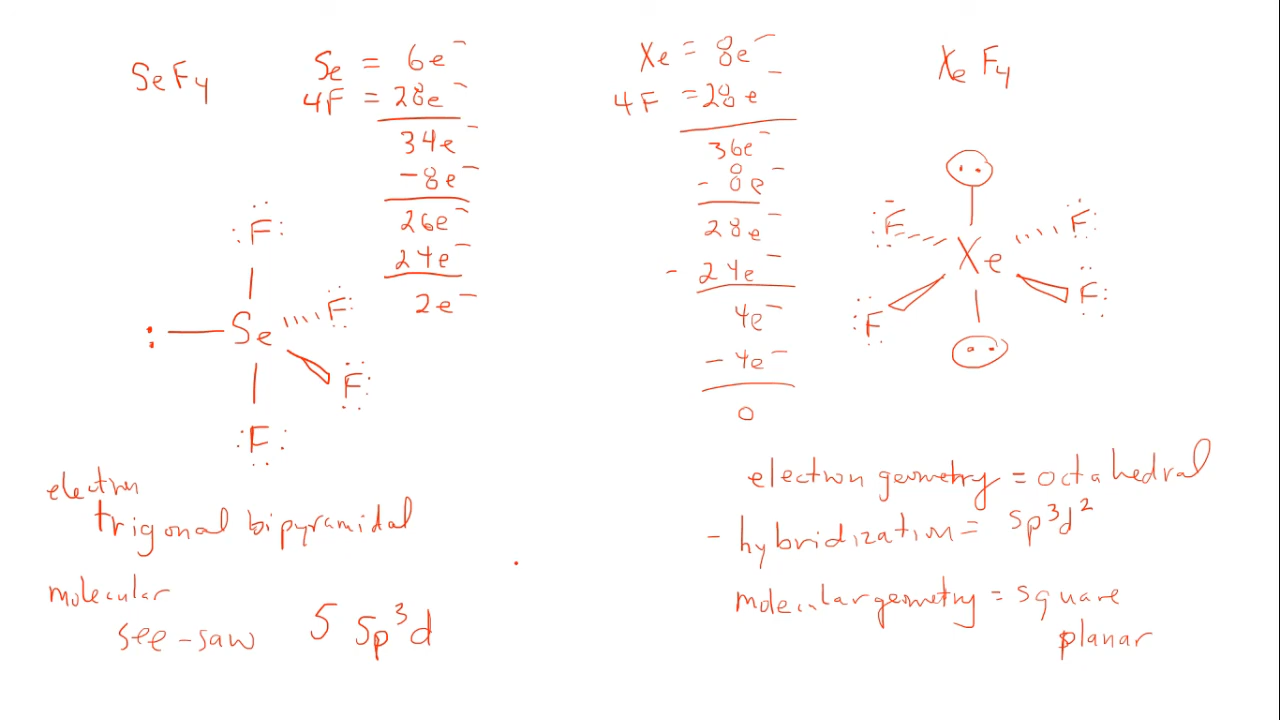 SeF4
Se = 6e⁻
4F = 28e⁻
34e⁻
-8e⁻
26e⁻
24e⁻
2e⁻
F
: Se F
F
F
electron
trigonal bipyramidal
molecular
see-saw 5 sp³d
Xe = 8e⁻
4F = 28e⁻
36e⁻
- 8e⁻
28e⁻
- 24e⁻
4e⁻
- 4e⁻
0
XeF4
F F
Xe
F F
electron geometry = octahedral
- hybridization = sp³d²
molecular geometry = square
planar